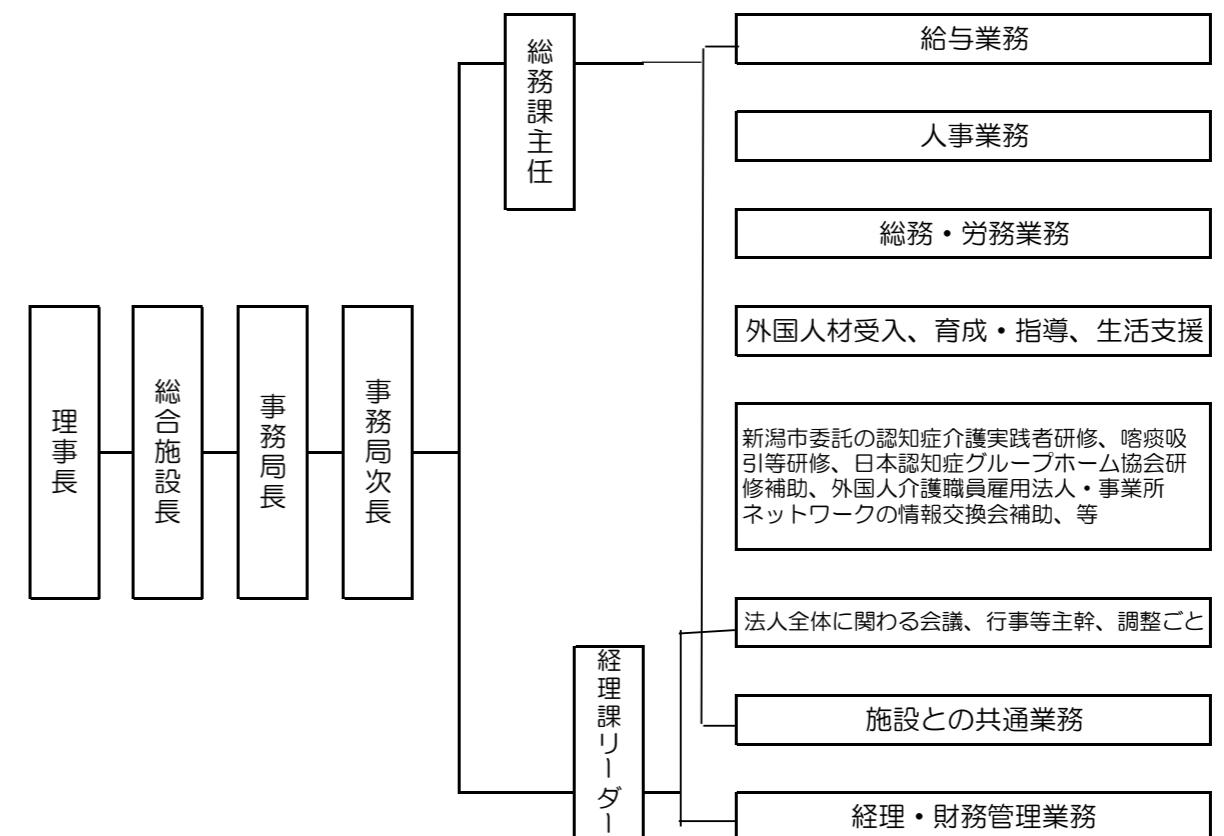 理事長
総合施設長
事務局長
事務局次長
総務課主任
経理課リーダー
給与業務
人事業務
総務・労務業務
外国人材受入、育成・指導、生活支援
新潟市委託の認知症介護実践者研修、喀痰吸
引等研修、日本認知症グループホーム協会研
修補助、外国人介護職員雇用法人・事業所
ネットワークの情報交換会補助、等
法人全体に関わる会議、行事等主幹、調整ごと
施設との共通業務
経理・財務管理業務